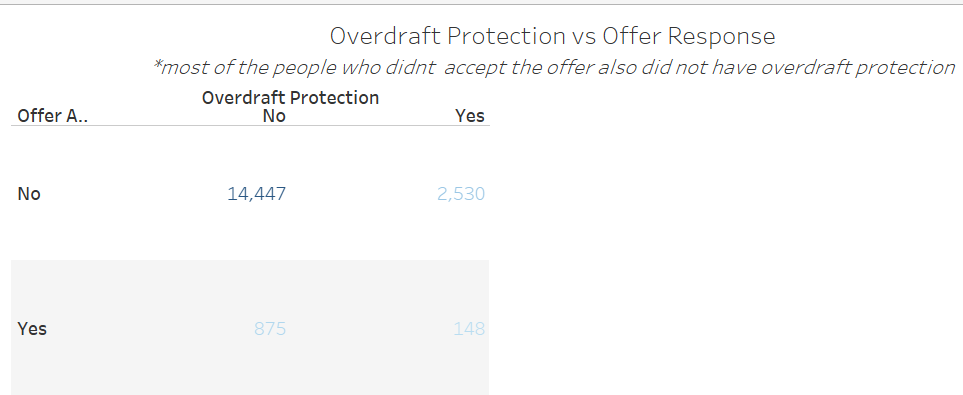 Overdraft Protection vs Offer Response
*most of the people who didnt accept the offer also did not have overdraft protection
Overdraft Protection
Offer A.. No Yes
No 14,447 2,530
Yes 875 148